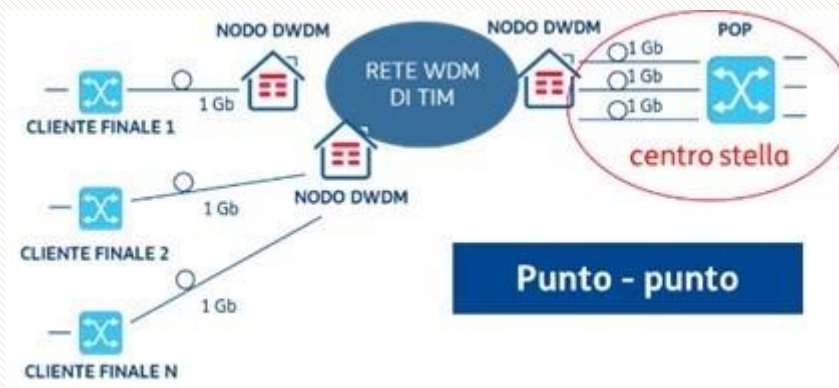 NODO DWDM
NODO DWDM
POP
1 Gb
1 Gb
1 Gb
RETE WDM
DI TIM
1 Gb
CLIENTE FINALE 1
centro stella
NODO DWDM
1 Gb
CLIENTE FINALE 2
Punto - punto
1 Gb
CLIENTE FINALE N